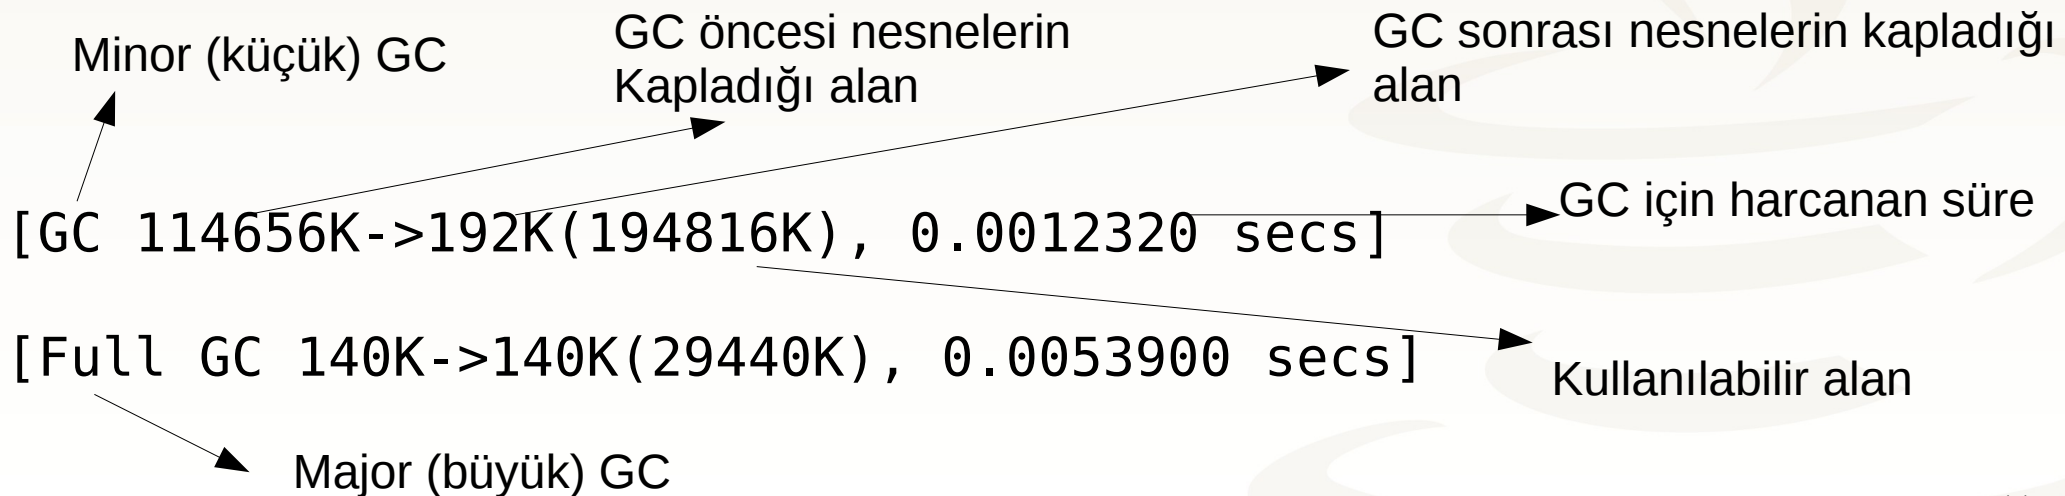 Minor (küçük) GC
GC öncesi nesnelerin
Kapladığı alan
GC sonrası nesnelerin kapladığı
alan
GC için harcanan süre
[GC 114656K->192K(194816K), 0.0012320 secs]
[Full GC 140K->140K(29440K), 0.0053900 secs]
Kullanılabilir alan
Major (büyük) GC